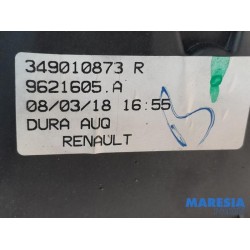 349010873 R
9621605.A
08/03/18 16:55
DURA AUQ
RENAULT
MARESIA